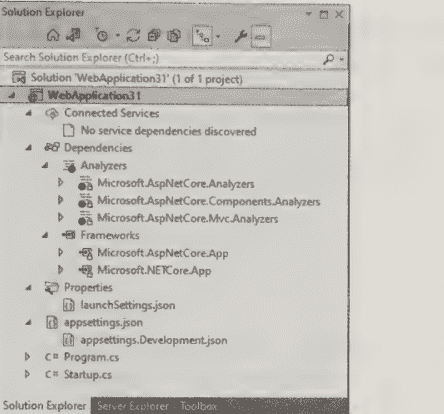 Solution Explorer
Search Solution Explorer (Ctrl+;)
Solution 'WebApplication31' (1 of 1 project)
WebApplication31
Connected Services
No service dependencies discovered
Dependencies
Analyzers
Microsoft.AspNetCore.Analyzers
Microsoft.AspNetCore.Components.Analyzers
Microsoft.AspNetCore.Mvc.Analyzers
Frameworks
Microsoft.AspNetCore.App
Microsoft.NETCore.App
Properties
launchSettings.json
appsettings.json
appsettings.Development.json
C# Program.cs
C# Startup.cs
Solution Explorer Server Explorer Toolbox